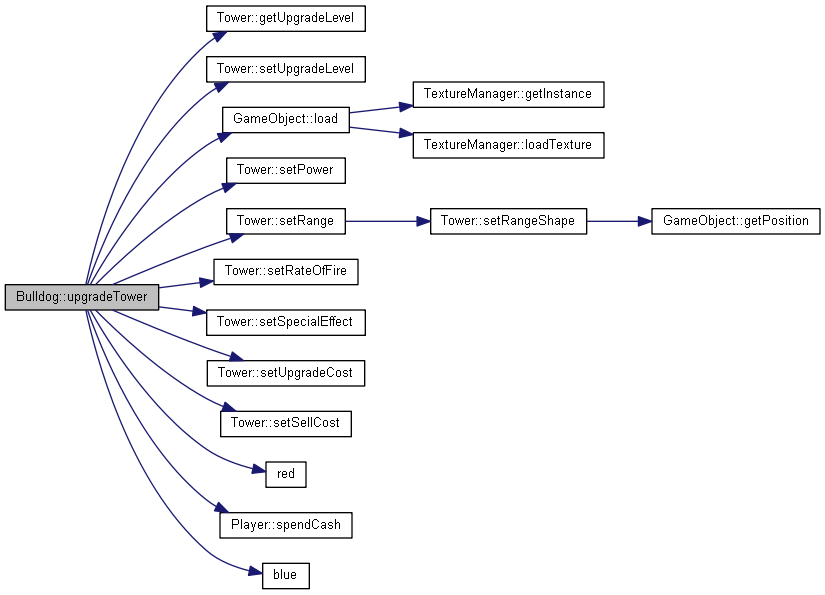 Tower::getUpgradeLevel
Tower::setUpgradeLevel
GameObject::load
TextureManager::getInstance
TextureManager::loadTexture
Tower::setPower
Tower::setRange
Tower::setRangeShape
GameObject::getPosition
Tower::setRateOfFire
Bulldog::upgradeTower
Tower::setSpecialEffect
Tower::setUpgradeCost
Tower::setSellCost
red
Player::spendCash
blue